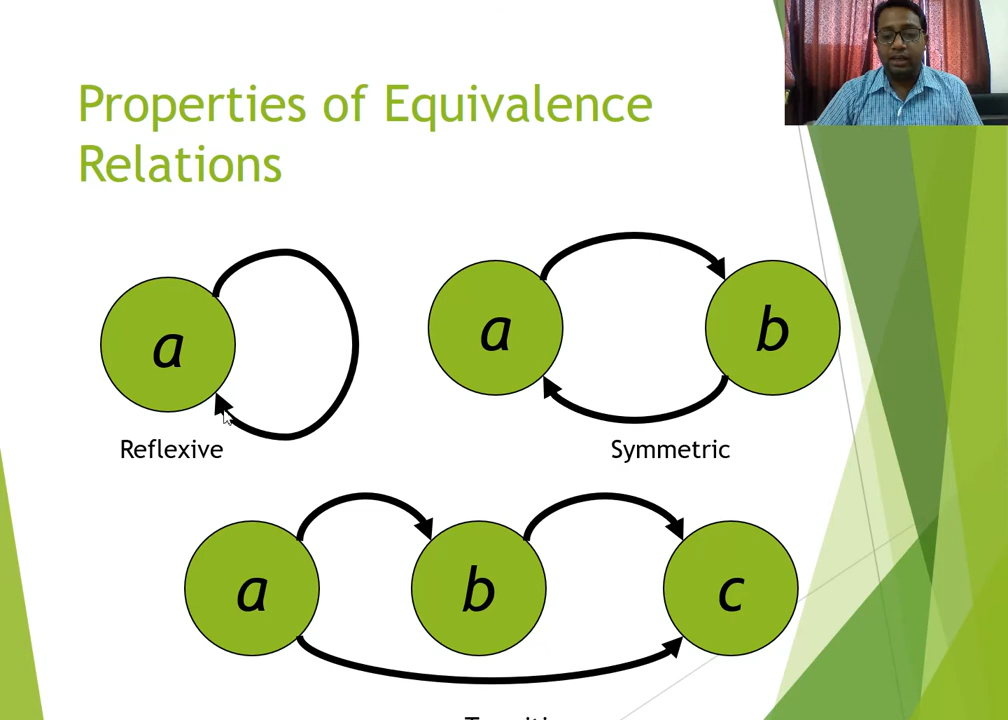 Properties of Equivalence
Relations
a
a
b
Reflexive
Symmetric
a
b
c